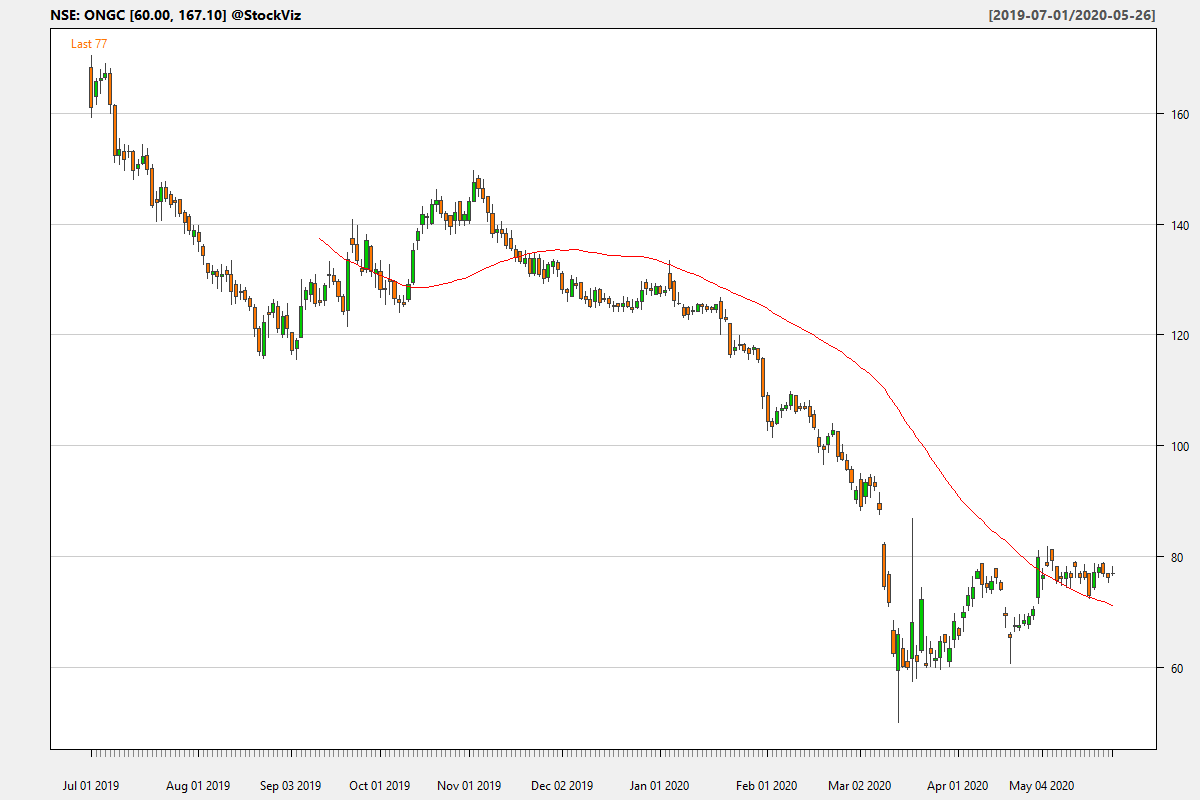 NSE: ONGC [60.00, 167.10] @StockViz
[2019-07-01/2020-05-26]
Last 77
160
140
120
100
80
60
Jul 01 2019
Aug 01 2019
Sep 03 2019
Oct 01 2019
Nov 01 2019
Dec 02 2019
Jan 01 2020
Feb 01 2020
Mar 02 2020
Apr 01 2020
May 04 2020